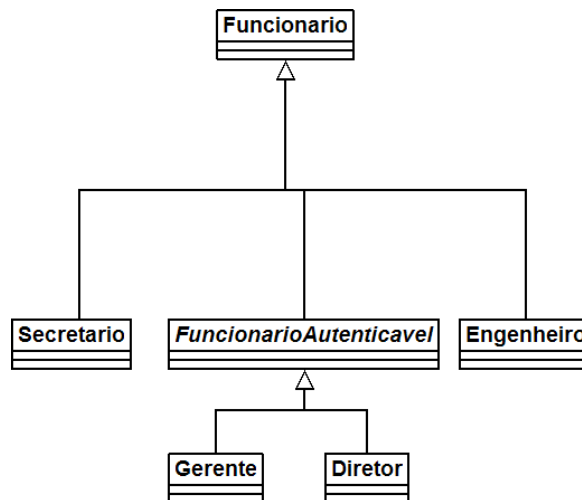 Funcionario
Secretario
FuncionarioAutenticavel
Engenheiro
Gerente
Diretor